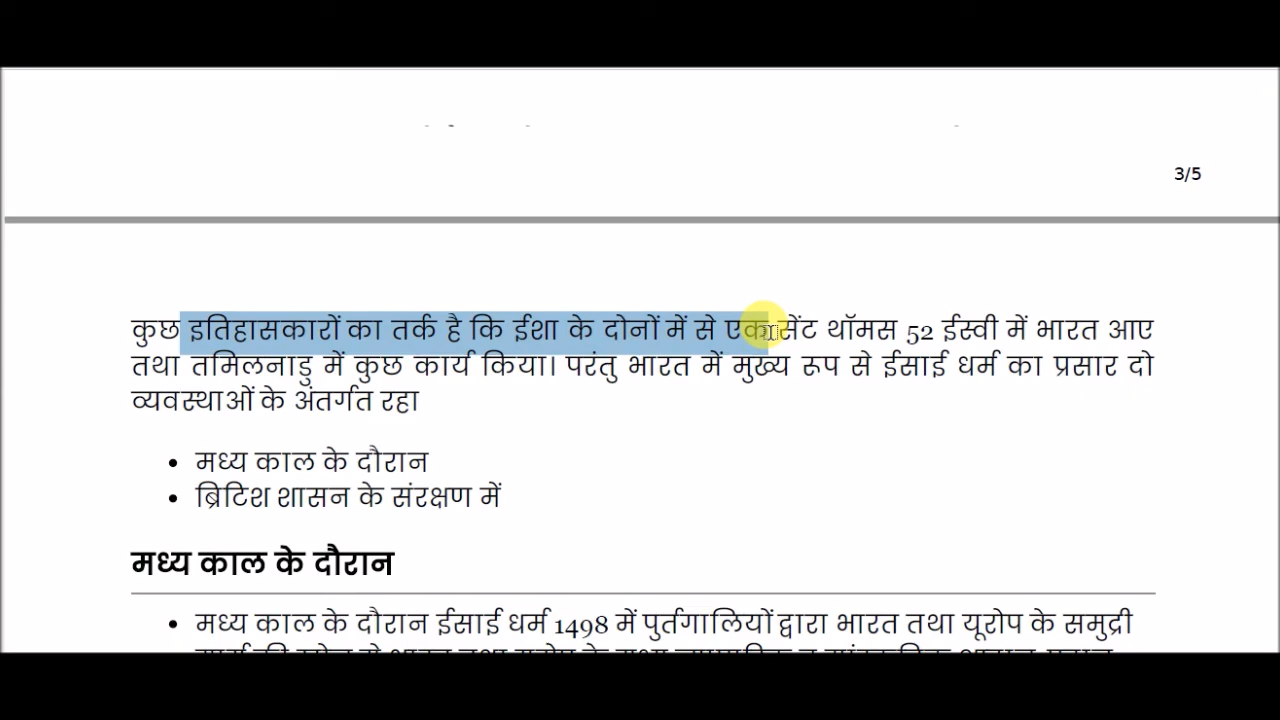 3/5
कुछ इतिहासकारों का तर्क है कि ईशा के दोनों में से एक सेंट थॉमस 52 ईस्वी में भारत आए
तथा तमिलनाडु में कुछ कार्य किया। परंतु भारत में मुख्य रूप से ईसाई धर्म का प्रसार दो
व्यवस्थाओं के अंतर्गत रहा
• मध्य काल के दौरान
• ब्रिटिश शासन के संरक्षण में
मध्य काल के दौरान
• मध्य काल के दौरान ईसाई धर्म 1498 में पुर्तगालियों द्वारा भारत तथा यूरोप के समुद्री